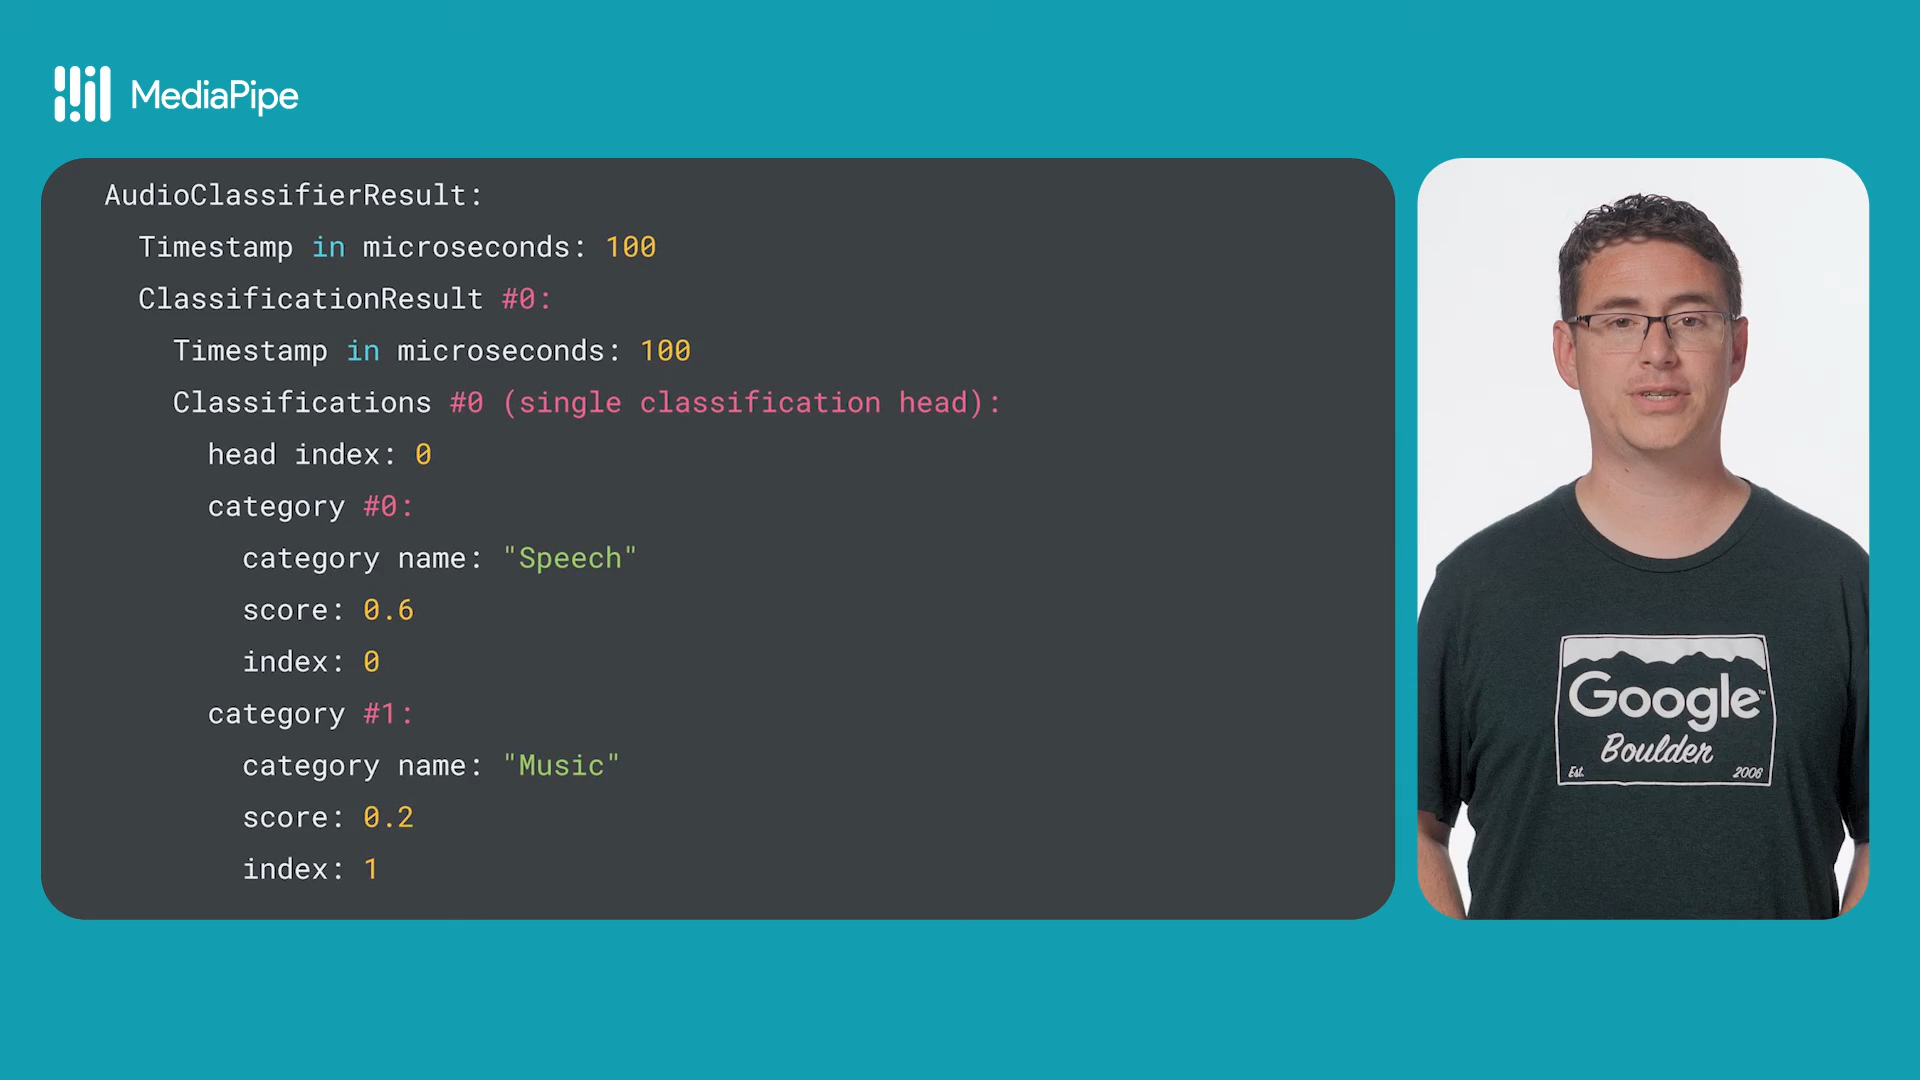 MediaPipe
AudioClassifierResult:
Timestamp in microseconds: 100
ClassificationResult #0:
Timestamp in microseconds: 100
Classifications #0 (single classification head):
head index: 0
category #0:
category name: "Speech"
score: 0.6
index: 0
category #1:
category name: "Music"
score: 0.2
index: 1
Google™
Boulder
Est. 2006